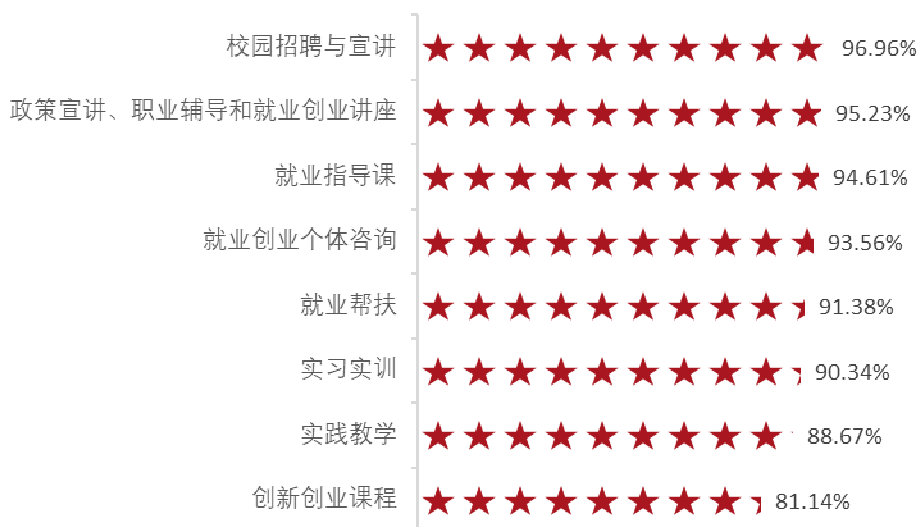 校园招聘与宣讲 96.96%
政策宣讲、职业辅导和就业创业讲座 95.23%
就业指导课 94.61%
就业创业个体咨询 93.56%
就业帮扶 91.38%
实习实训 90.34%
实践教学 88.67%
创新创业课程 81.14%